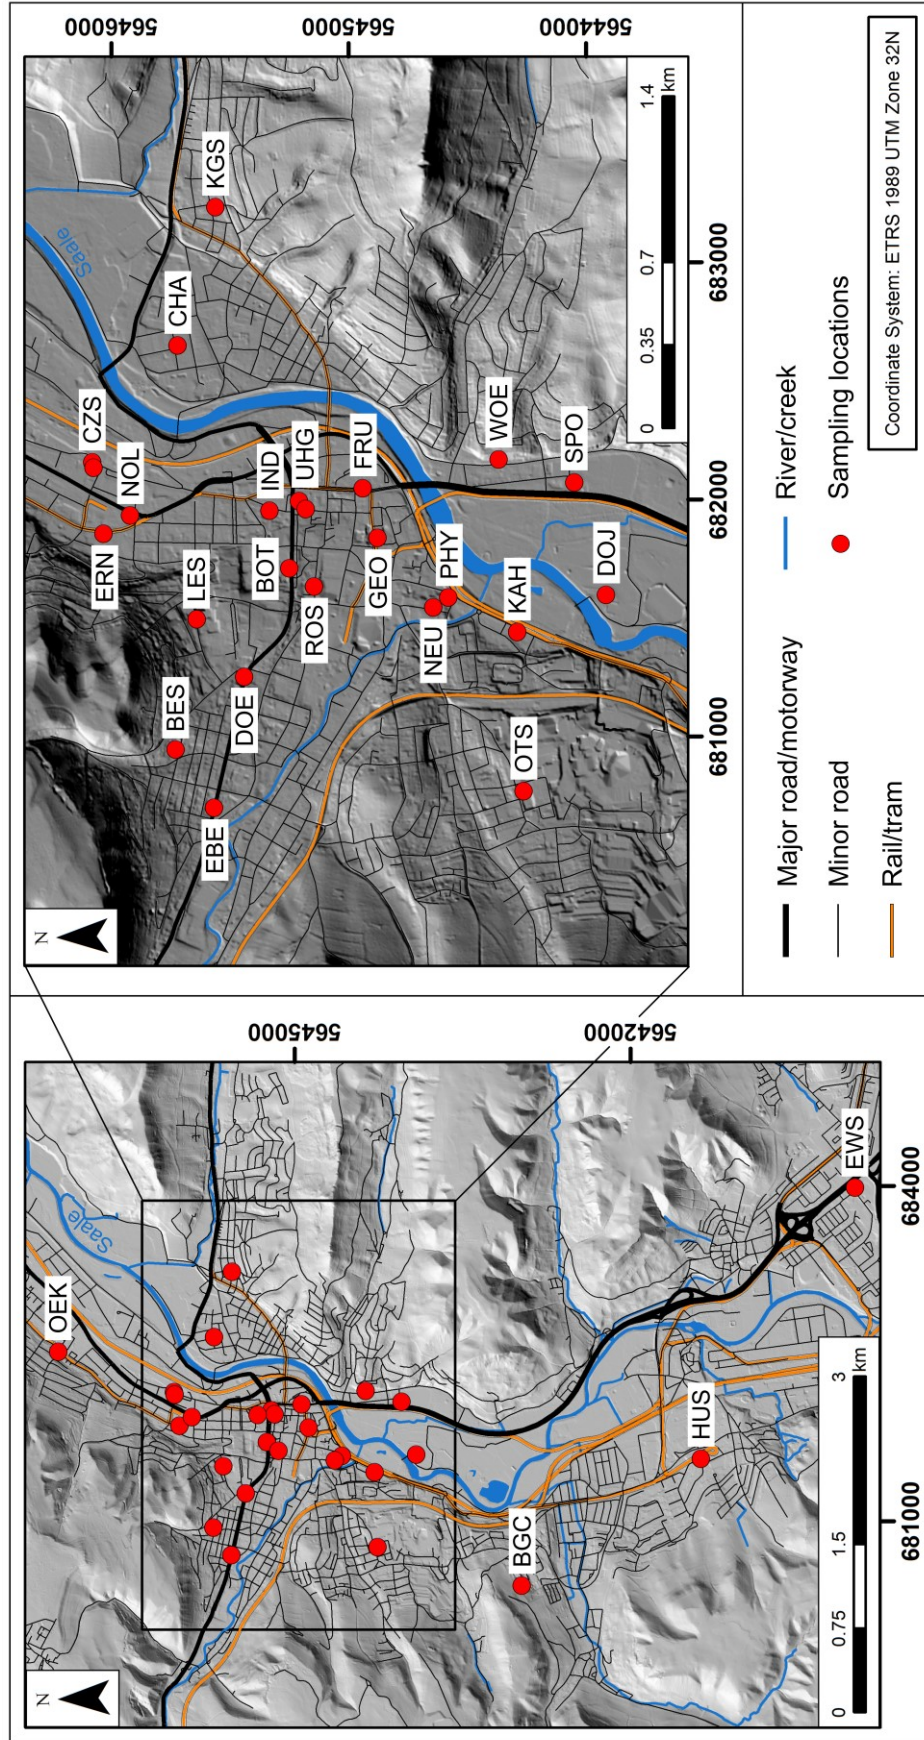 N
Saale
OEK
BGC
HUS
EWS
5645000
5642000
681000
684000
0 0.75 1.5 3
km
N
Saale
CZS
NOL
ERN
LES
BES
CHA
KGS
IND
UHG
BOT
ROS
DOE
EBE
FRU
GEO
NEU
PHY
KAH
OTS
WOE
SPO
DOJ
5646000
5645000
5644000
681000
682000
683000
0 0.35 0.7 1.4
km
Major road/motorway
Minor road
Rail/tram
River/creek
Sampling locations
Coordinate System: ETRS 1989 UTM Zone 32N